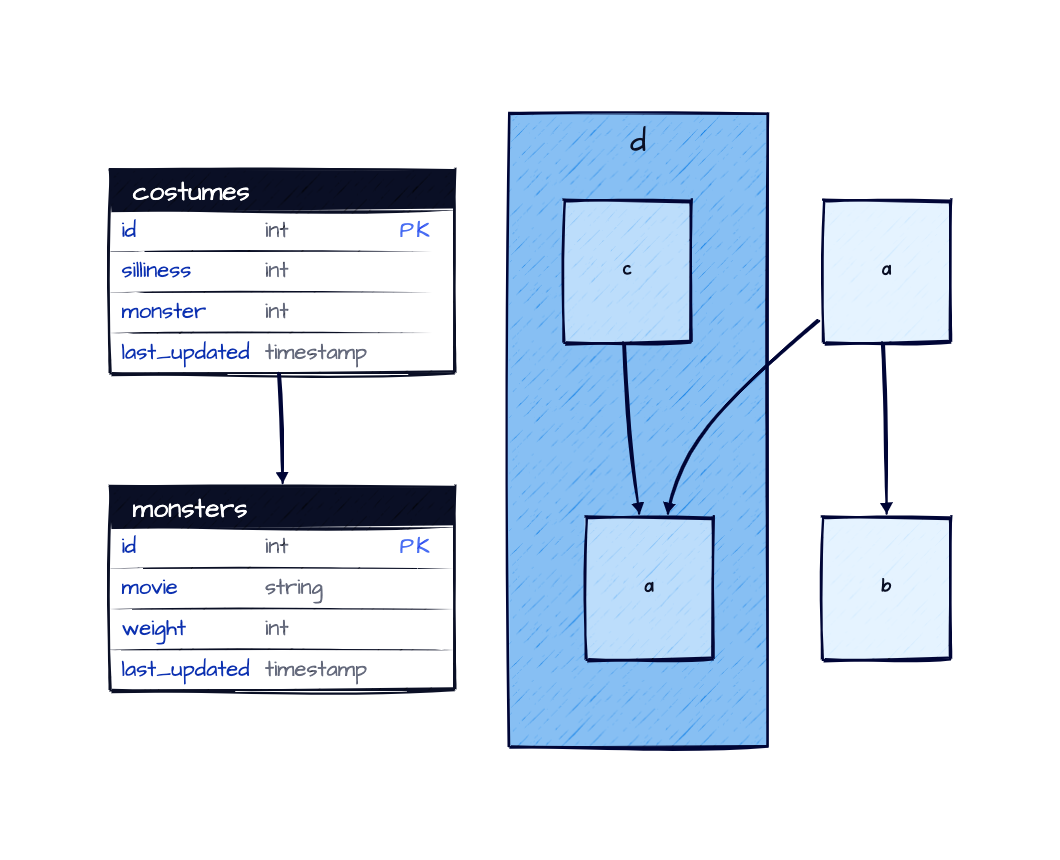 costumes
id int PK
silliness int
monster int
last_updated timestamp
monsters
id int PK
movie string
weight int
last_updated timestamp
d
c
a
a
b